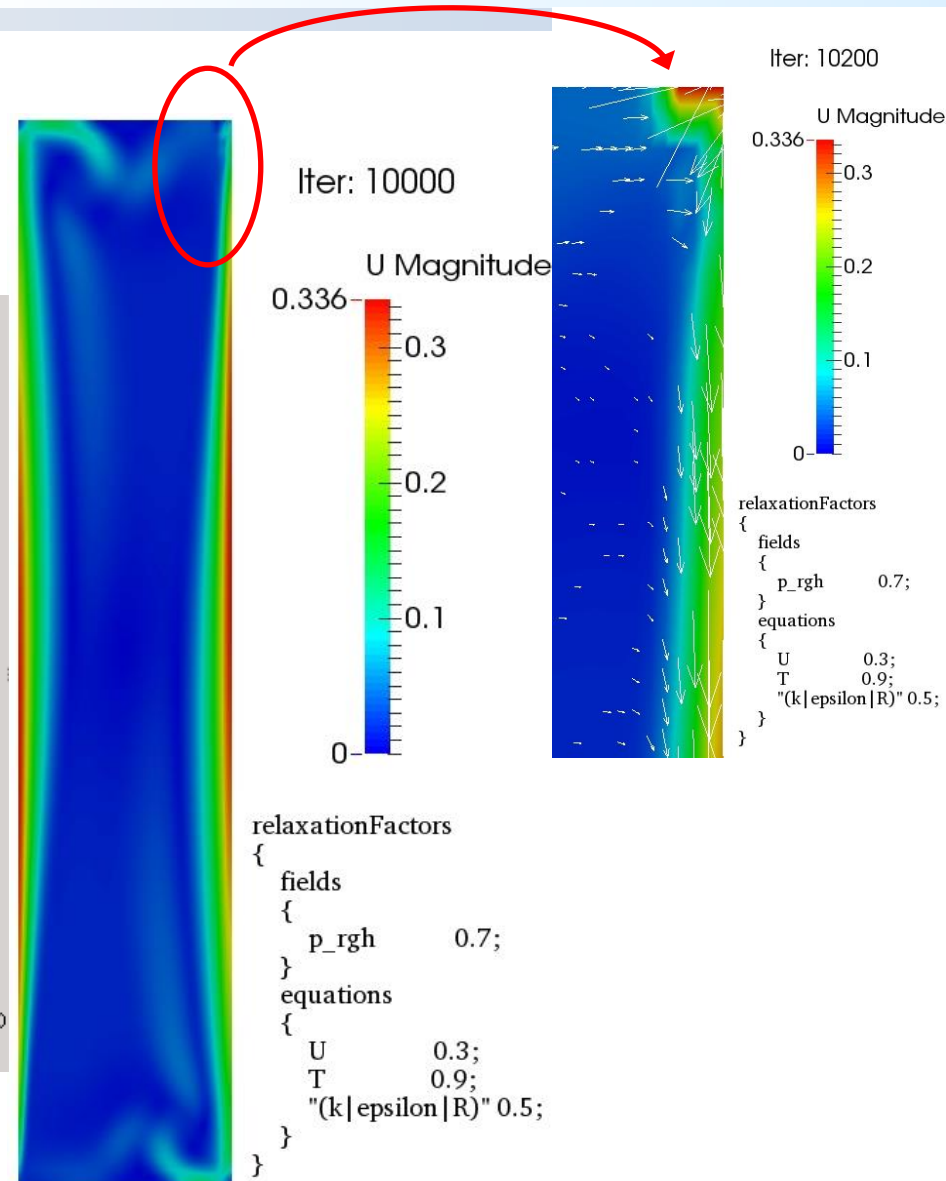 Iter: 10000
U Magnitude
0.336
0.3
0.2
0.1
0
relaxationFactors
{
fields
{
p_rgh 0.7;
}
equations
{
U 0.3;
T 0.9;
"(k|epsilon|R)" 0.5;
}
}
Iter: 10200
U Magnitude
0.336
0.3
0.2
0.1
0
relaxationFactors
{
fields
{
p_rgh 0.7;
}
equations
{
U 0.3;
T 0.9;
"(k|epsilon|R)" 0.5;
}
}